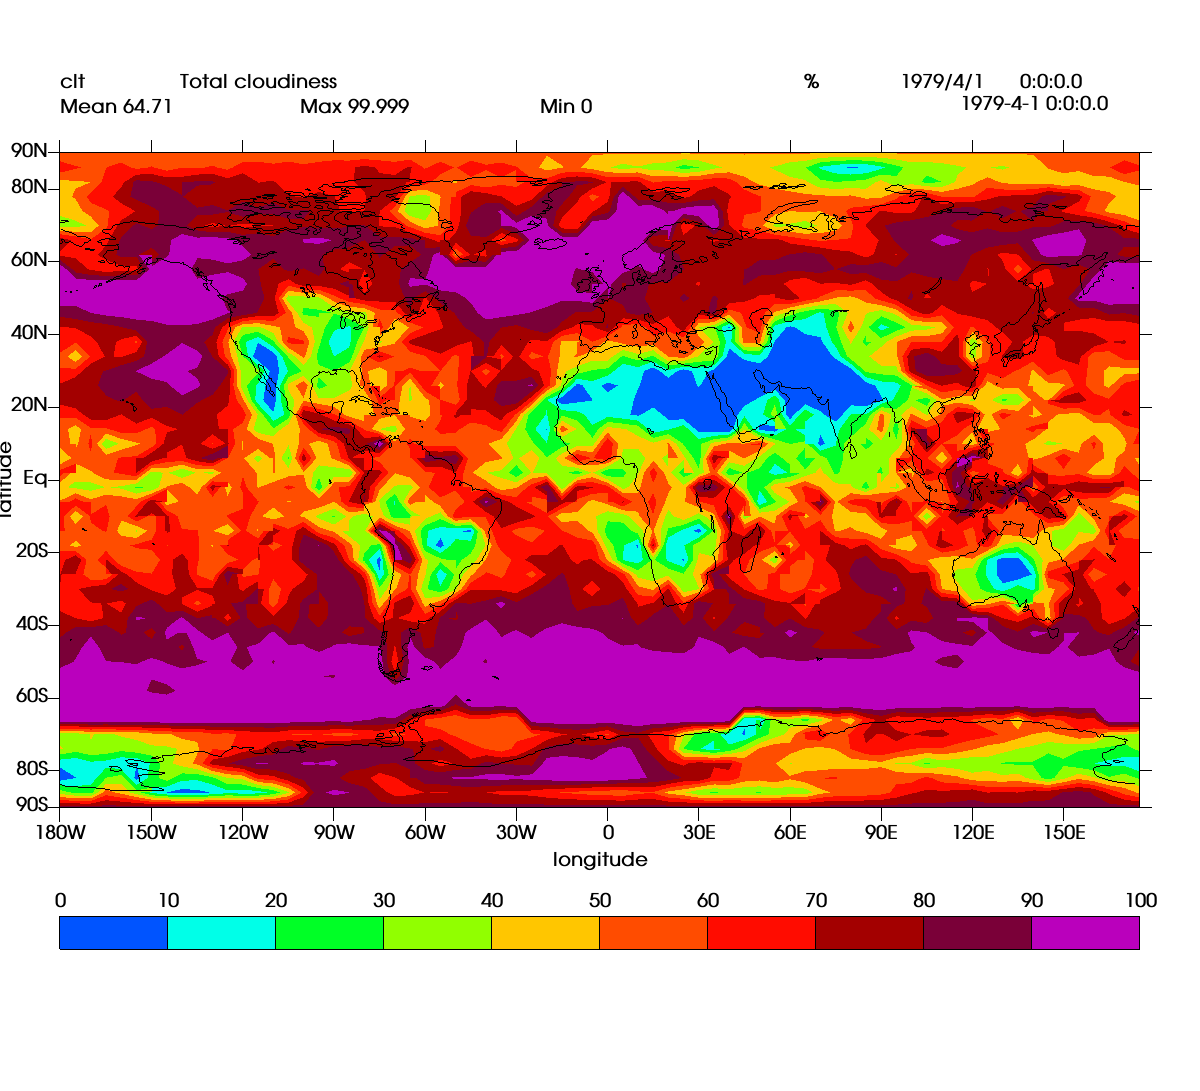 clt Total cloudiness % 1979/4/1 0:0:0.0
Mean 64.71 Max 99.999 Min 0 1979-4-1 0:0:0.0
90N
80N
60N
40N
20N
Eq
20S
40S
60S
80S
90S
latitude
180W 150W 120W 90W 60W 30W 0 30E 60E 90E 120E 150E
longitude
0 10 20 30 40 50 60 70 80 90 100